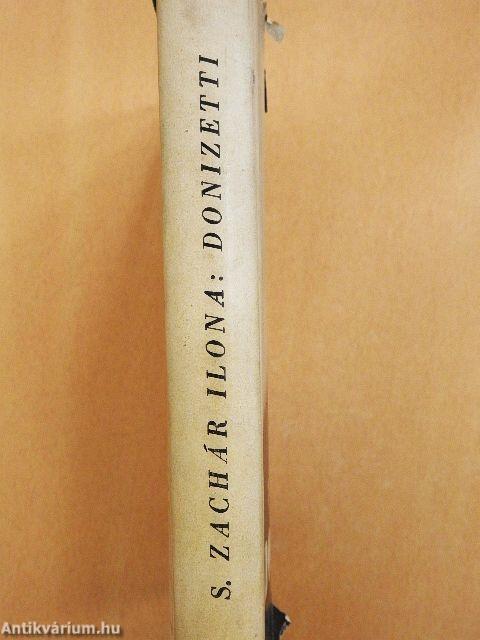 S. ZACHÁR ILONA: DONIZETTI
Antikvárium.hu